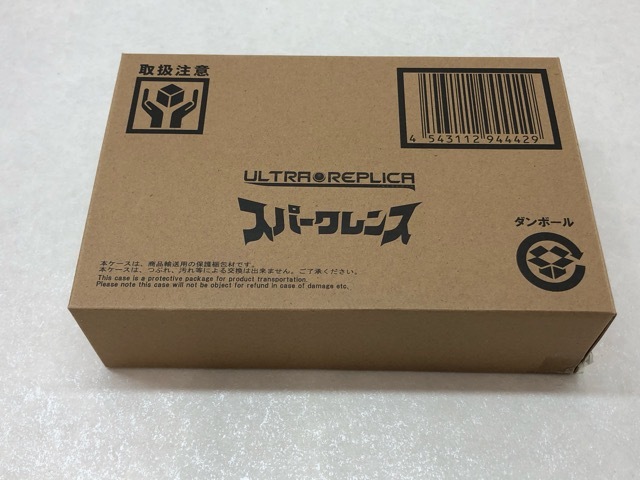 取扱注意
4 543112 944429
ULTRA REPLICA
スパークレンス
ダンボール
本ケースは、商品輸送用の保護梱包材です。
本ケースは、つぶれ、汚れ等による交換は出来ません。ご了承ください。
This case is a protective package for product transportation.
Please note this case will not be object for refund in case of damage etc.